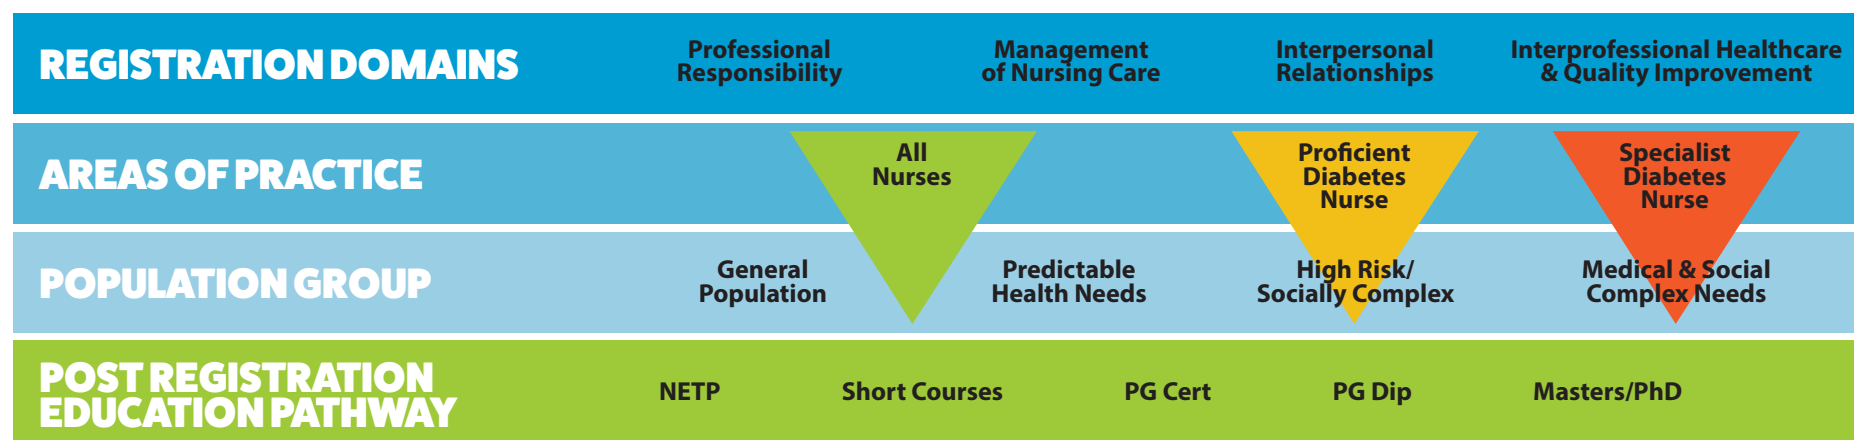 REGISTRATION DOMAINS
Professional
Responsibility
Management
of Nursing Care
Interpersonal
Relationships
Interprofessional Healthcare
& Quality Improvement
AREAS OF PRACTICE
All
Nurses
Proficient
Diabetes
Nurse
Specialist
Diabetes
Nurse
POPULATION GROUP
General
Population
Predictable
Health Needs
High Risk/
Socially Complex
Medical & Social
Complex Needs
POST REGISTRATION
EDUCATION PATHWAY
NETP
Short Courses
PG Cert
PG Dip
Masters/PhD